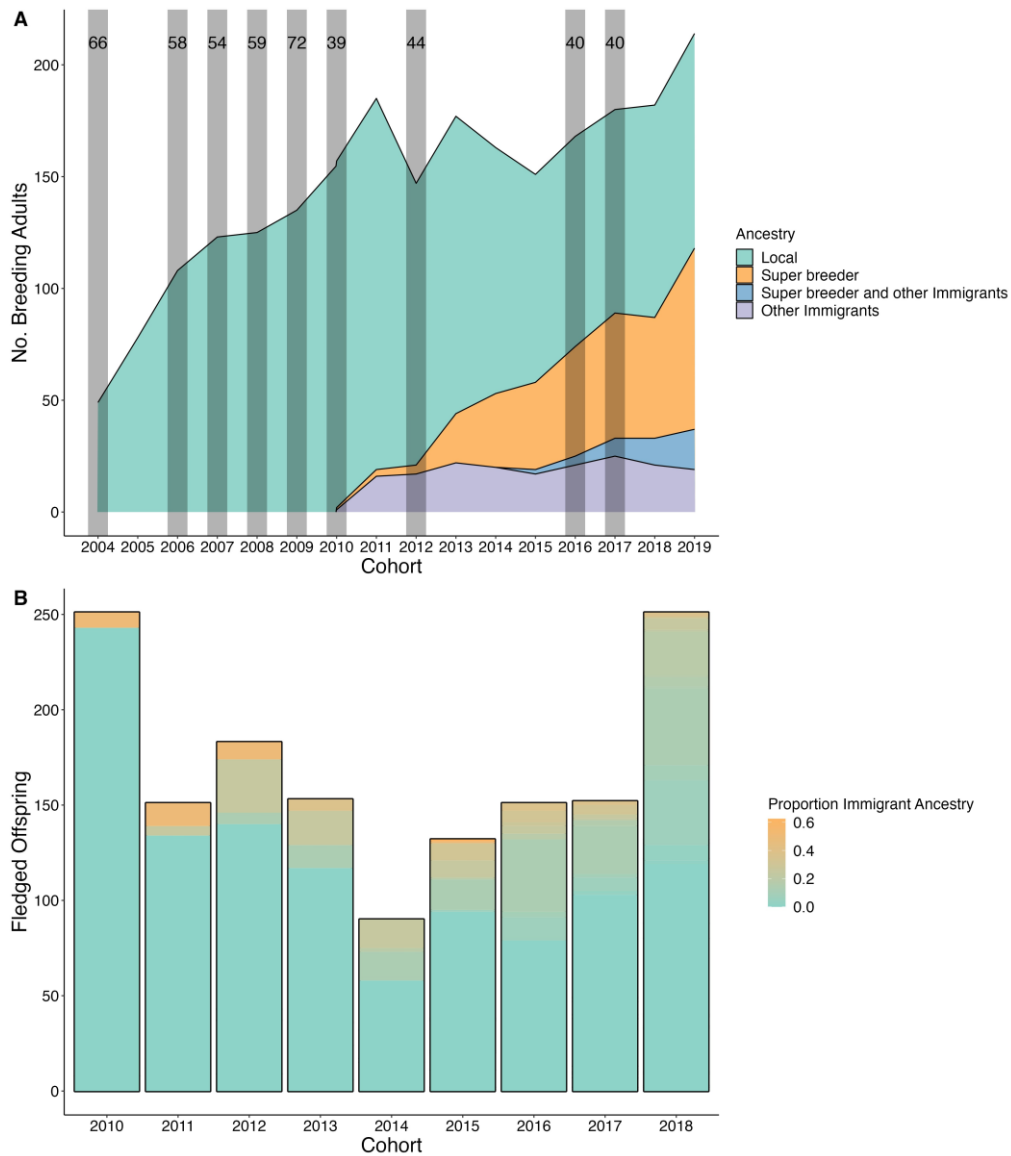 A
66 58 54 59 72 39 44 40 40
200
150
100
50
0
No. Breeding Adults
2004 2005 2006 2007 2008 2009 2010 2011 2012 2013 2014 2015 2016 2017 2018 2019
Cohort
Ancestry
Local
Super breeder
Super breeder and other Immigrants
Other Immigrants
B
250
200
150
100
50
0
Fledged Offspring
2010 2011 2012 2013 2014 2015 2016 2017 2018
Cohort
Proportion Immigrant Ancestry
0.6
0.4
0.2
0.0